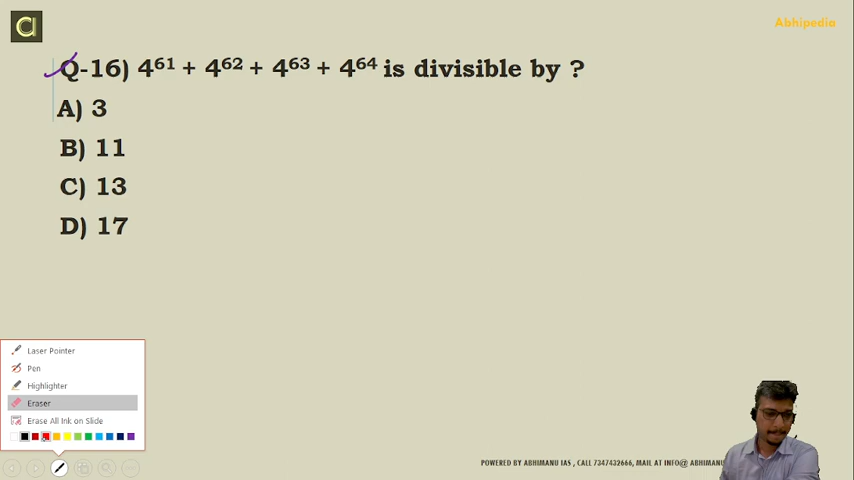 a
Abhipedia
Q-16) 4⁶¹ + 4⁶² + 4⁶³ + 4⁶⁴ is divisible by ?
A) 3
B) 11
C) 13
D) 17
Laser Pointer
Pen
Highlighter
Eraser
Erase All Ink on Slide
POWERED BY ABHIMANU IAS , CALL 7347432666, MAIL AT INFO@ ABHIMANU